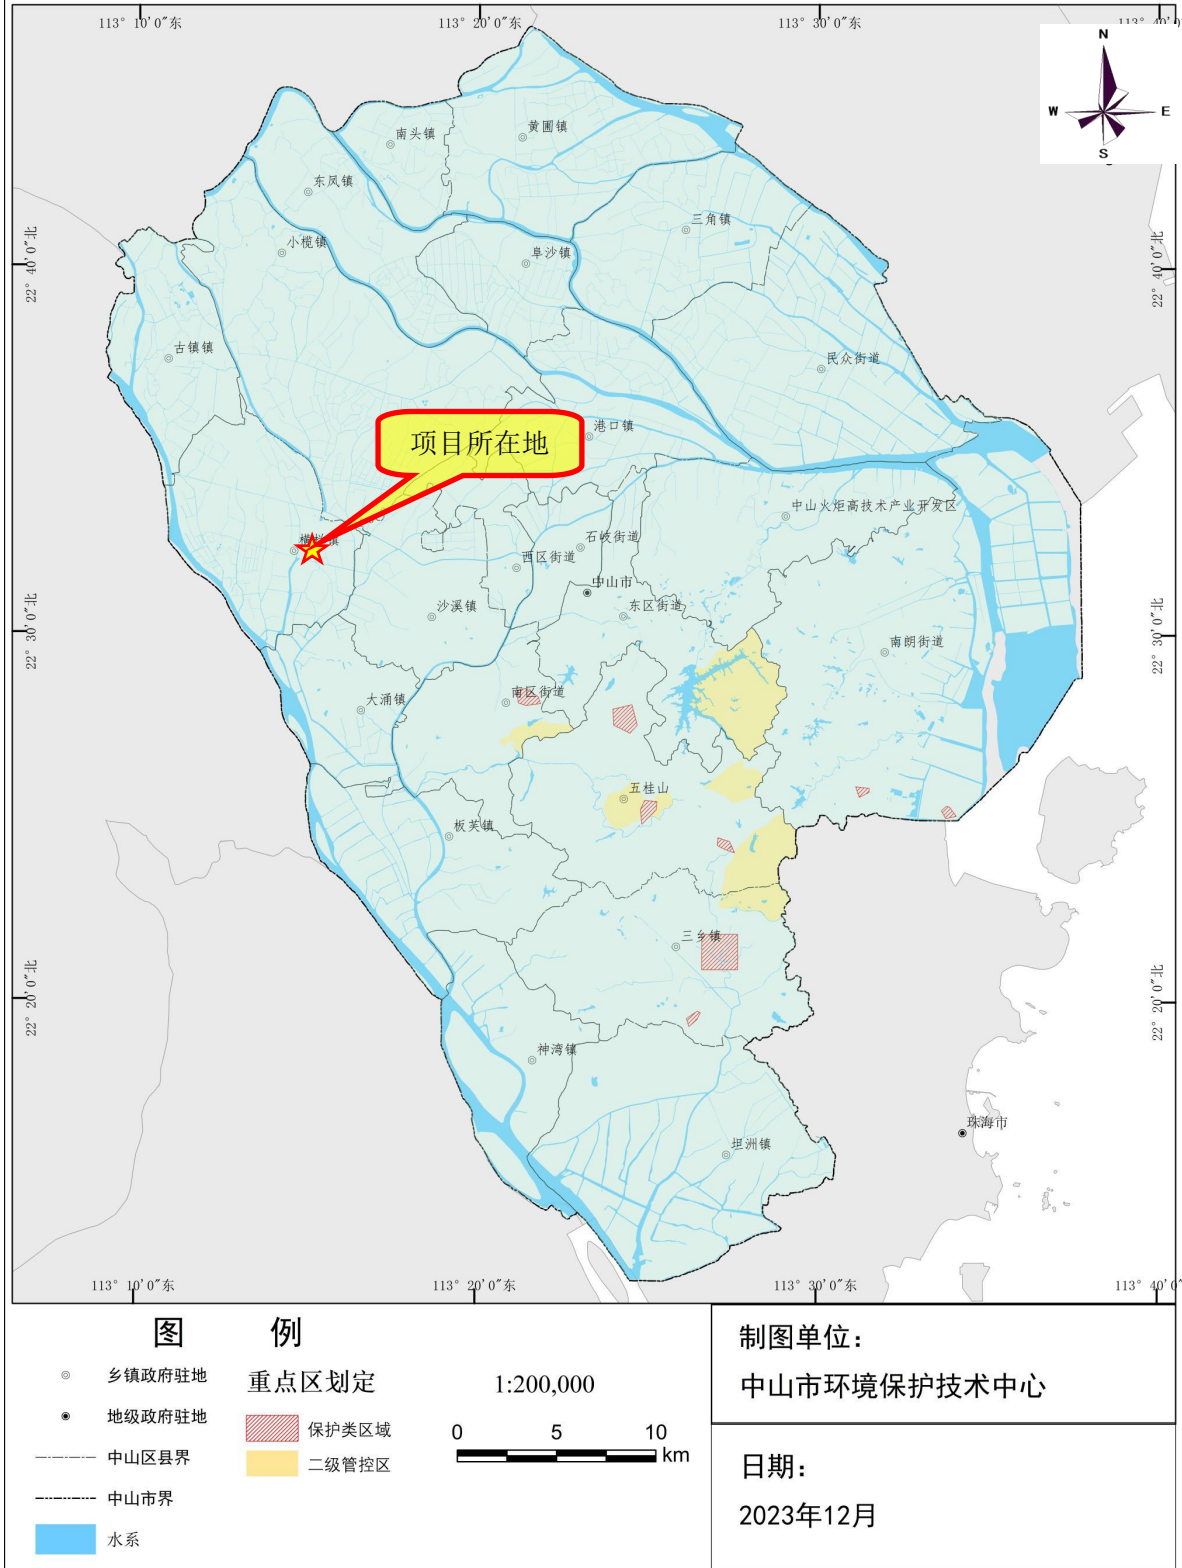 113° 10′0″东
113° 20′0″东
113° 30′0″东
113° 40′0
N
W
E
S
南头镇
黄圃镇
东凤镇
小榄镇
三角镇
阜沙镇
22° 40′0″北
22° 40′0″北
古镇镇
民众街道
项目所在地
港口镇
中山火炬高技术产业开发区
石岐街道
西区街道
中山市
沙溪镇
东区街道
22° 30′0″北
22° 30′0″北
南朗街道
大涌镇
南区街道
五桂山
板芙镇
三乡镇
22° 20′0″北
22° 20′0″北
神湾镇
珠海市
坦洲镇
113° 10′0″东
113° 20′0″东
113° 30′0″东
113° 40′0
图 例
乡镇政府驻地
地级政府驻地
中山区县界
中山市界
水系
重点区划定
保护类区域
二级管控区
1:200,000
0 5 10
km
制图单位：
中山市环境保护技术中心
日期：
2023年12月